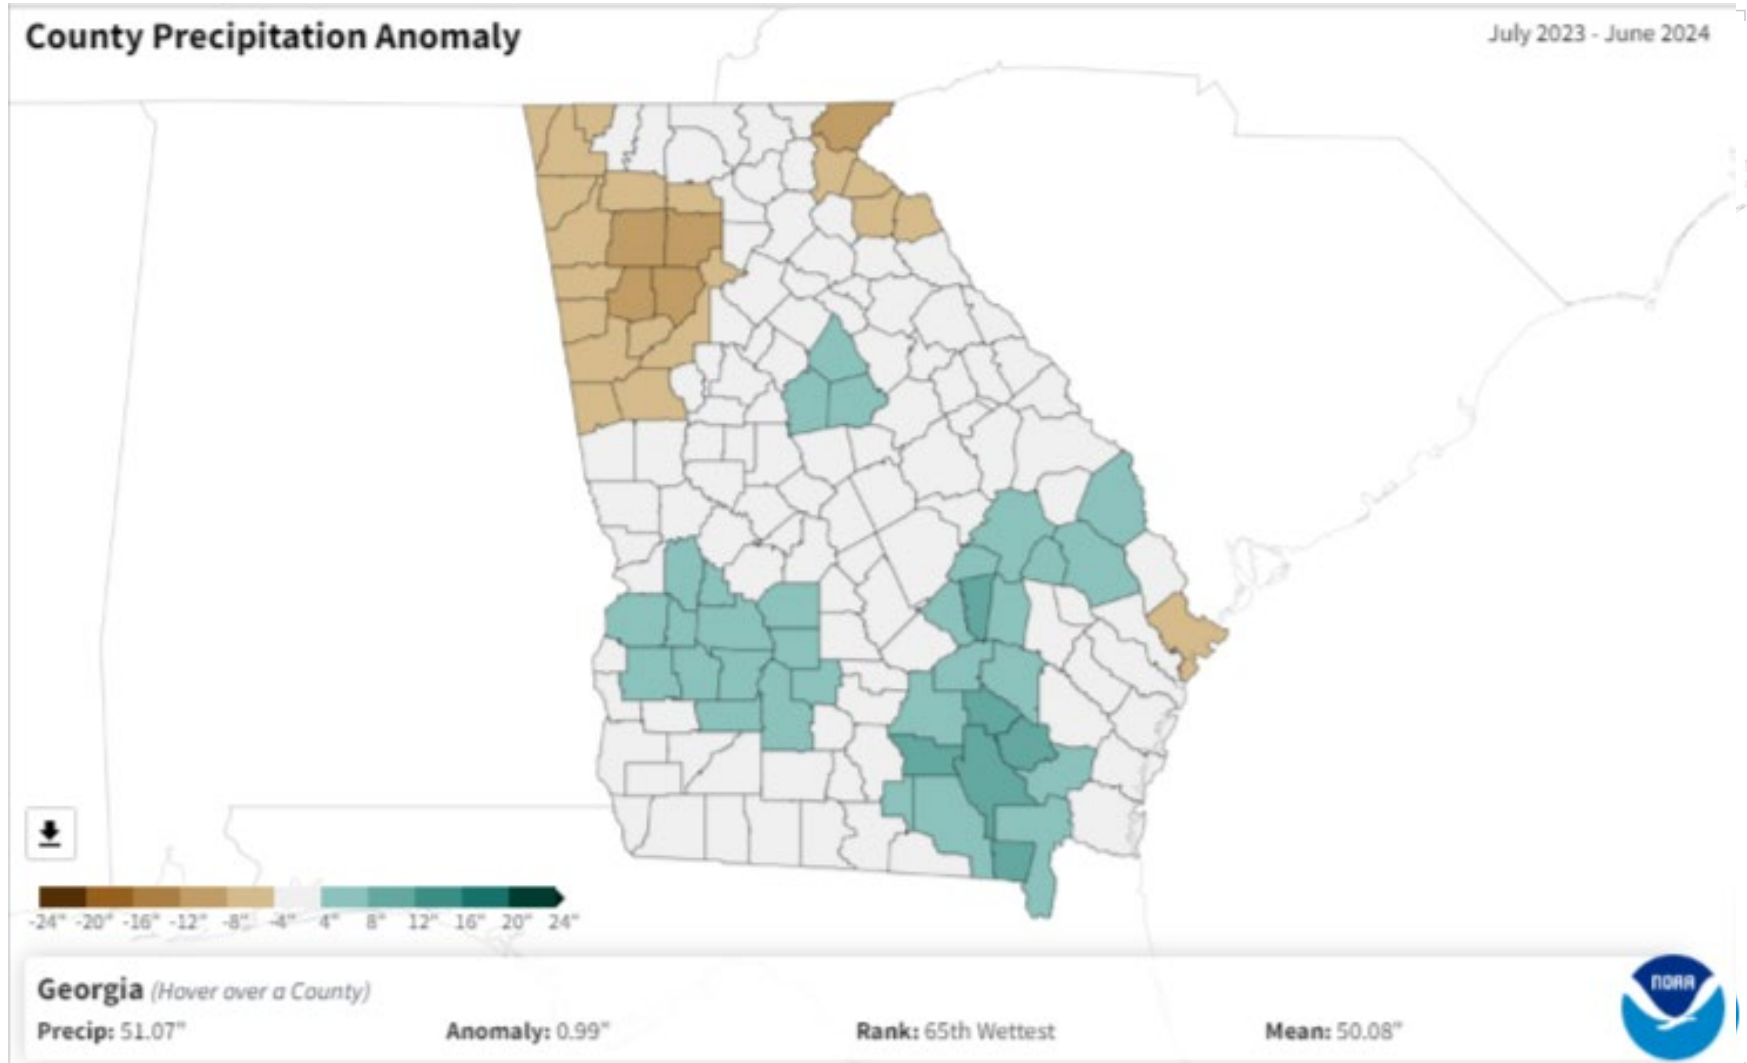 County Precipitation Anomaly
July 2023 - June 2024
-24" -20" -16" -12" -8" -4" 4" 8" 12" 16" 20" 24"
Georgia (Hover over a County)
Precip: 51.07" Anomaly: 0.99" Rank: 65th Wettest Mean: 50.08"
NOAA